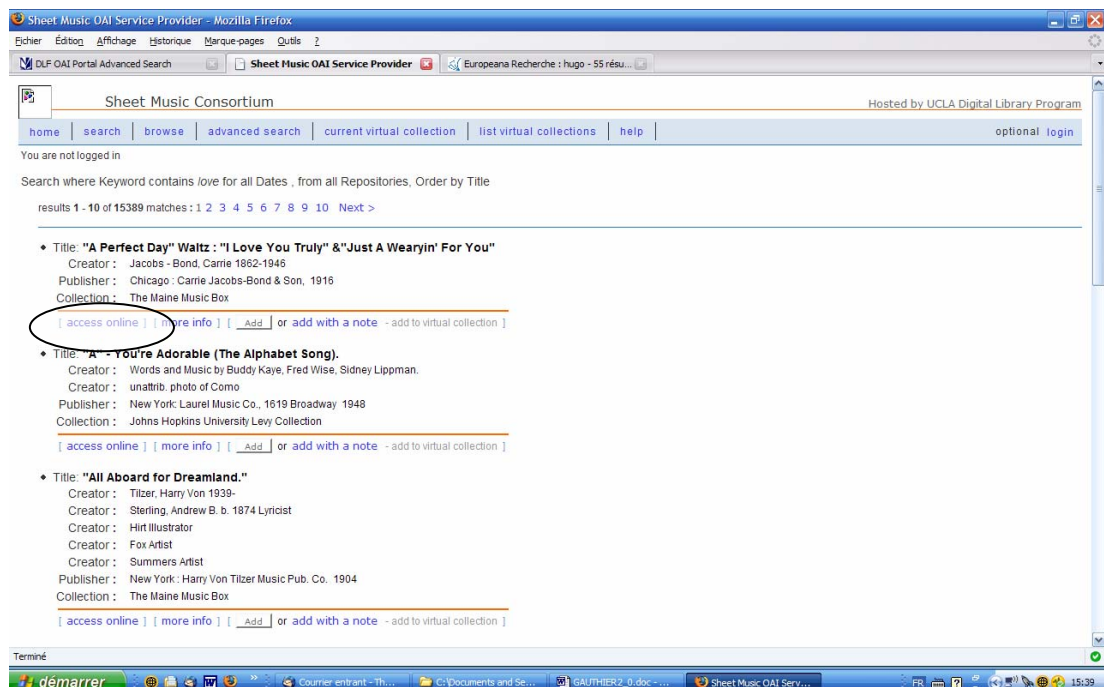 Sheet Music OAI Service Provider - Mozilla Firefox
Fichier Édition Affichage Historique Marque-pages Outils ?
DLF OAI Portal Advanced Search Sheet Music OAI Service Provider Europeana Recherche : hugo - 55 résu...
Sheet Music Consortium Hosted by UCLA Digital Library Program
home search browse advanced search current virtual collection list virtual collections help optional login
You are not logged in
Search where Keyword contains love for all Dates , from all Repositories, Order by Title
results 1 - 10 of 15389 matches : 1 2 3 4 5 6 7 8 9 10 Next >
Title: "A Perfect Day" Waltz : "I Love You Truly" &"Just A Wearyin' For You"
Creator : Jacobs - Bond, Carrie 1862-1946
Publisher : Chicago : Carrie Jacobs-Bond & Son, 1916
Collection : The Maine Music Box
[ access online ] [ more info ] [ Add or add with a note - add to virtual collection ]
Title: "A" - You're Adorable (The Alphabet Song).
Creator : Words and Music by Buddy Kaye, Fred Wise, Sidney Lippman.
Creator : unattrib. photo of Como
Publisher : New York: Laurel Music Co., 1619 Broadway 1948
Collection : Johns Hopkins University Levy Collection
[ access online ] [ more info ] [ Add or add with a note - add to virtual collection ]
Title: "All Aboard for Dreamland."
Creator : Tilzer, Harry Von 1939-
Creator : Sterling, Andrew B. b. 1874 Lyricist
Creator : Hirt Illustrator
Creator : Fox Artist
Creator : Summers Artist
Publisher : New York : Harry Von Tilzer Music Pub. Co. 1904
Collection : The Maine Music Box
[ access online ] [ more info ] [ Add or add with a note - add to virtual collection ]
Terminé
démarrer » Courrier entrant - Th... C:\Documents and Se... GAUTHIER2_0.doc - ... Sheet Music OAI Serv... FR 15:39